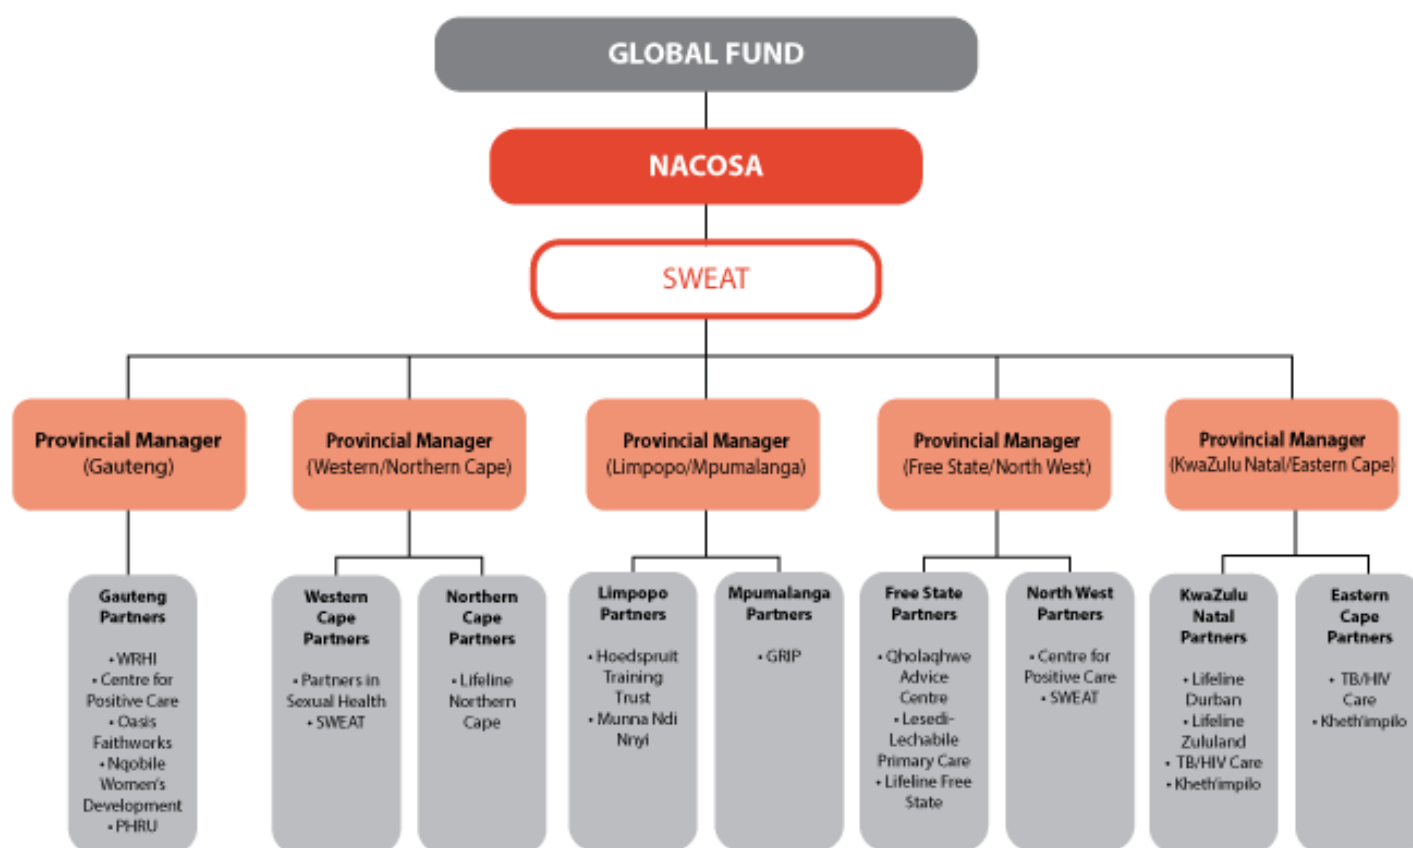 GLOBAL FUND
NACOSA
SWEAT
Provincial Manager
(Gauteng)
Provincial Manager
(Western/Northern Cape)
Provincial Manager
(Limpopo/Mpumalanga)
Provincial Manager
(Free State/North West)
Provincial Manager
(KwaZulu Natal/Eastern Cape)
Gauteng
Partners
• WRHI
• Centre for
Positive Care
• Oasis
Faithworks
• Nqobile
Women's
Development
• PHRU
Western
Cape
Partners
• Partners in
Sexual Health
• SWEAT
Northern
Cape
Partners
• Lifeline
Northern
Cape
Limpopo
Partners
• Hoedspruit
Training
Trust
• Munna Ndi
Nnyi
Mpumalanga
Partners
• GRIP
Free State
Partners
• Qholaqhwe
Advice
Centre
• Lesedi-
Lechabile
Primary Care
• Lifeline Free
State
North West
Partners
• Centre for
Positive Care
• SWEAT
KwaZulu
Natal
Partners
• Lifeline
Durban
• Lifeline
Zululand
• TB/HIV Care
• Kheth'impilo
Eastern
Cape
Partners
• TB/HIV
Care
• Kheth'impilo